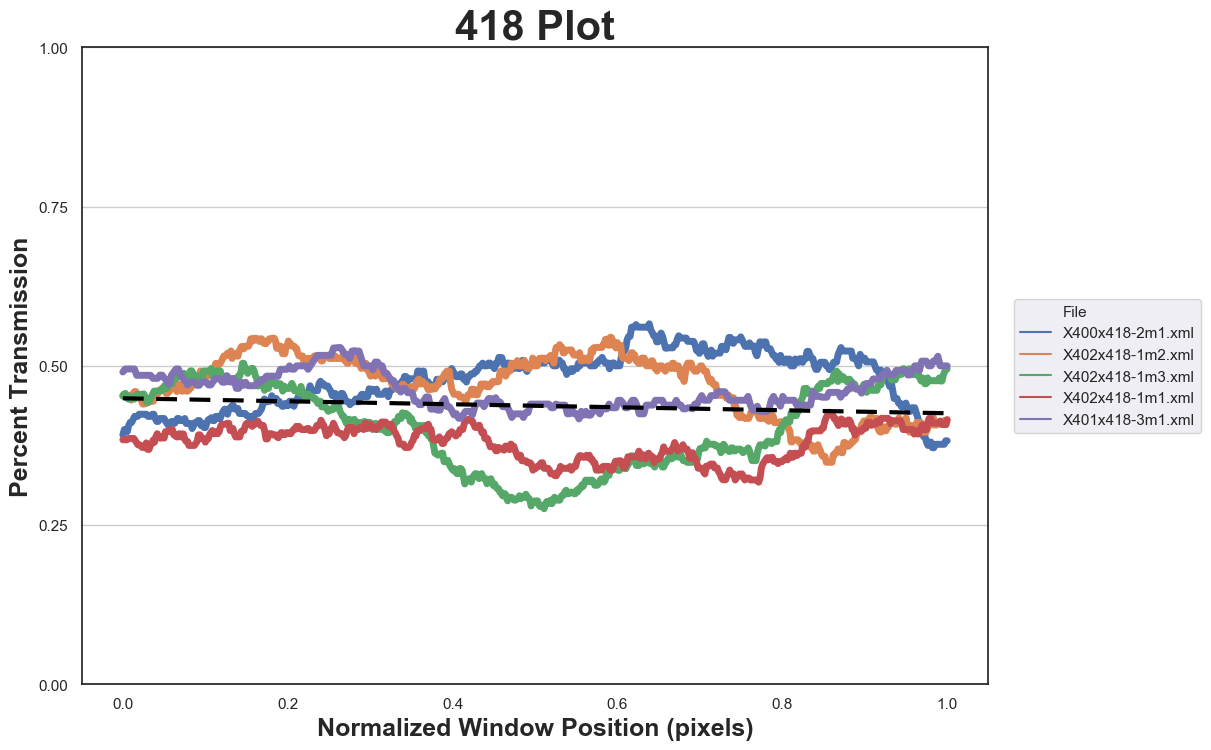 418 Plot
Percent Transmission
1.00
0.75
0.50
0.25
0.00
0.0 0.2 0.4 0.6 0.8 1.0
Normalized Window Position (pixels)
File
X400x418-2m1.xml
X402x418-1m2.xml
X402x418-1m3.xml
X402x418-1m1.xml
X401x418-3m1.xml